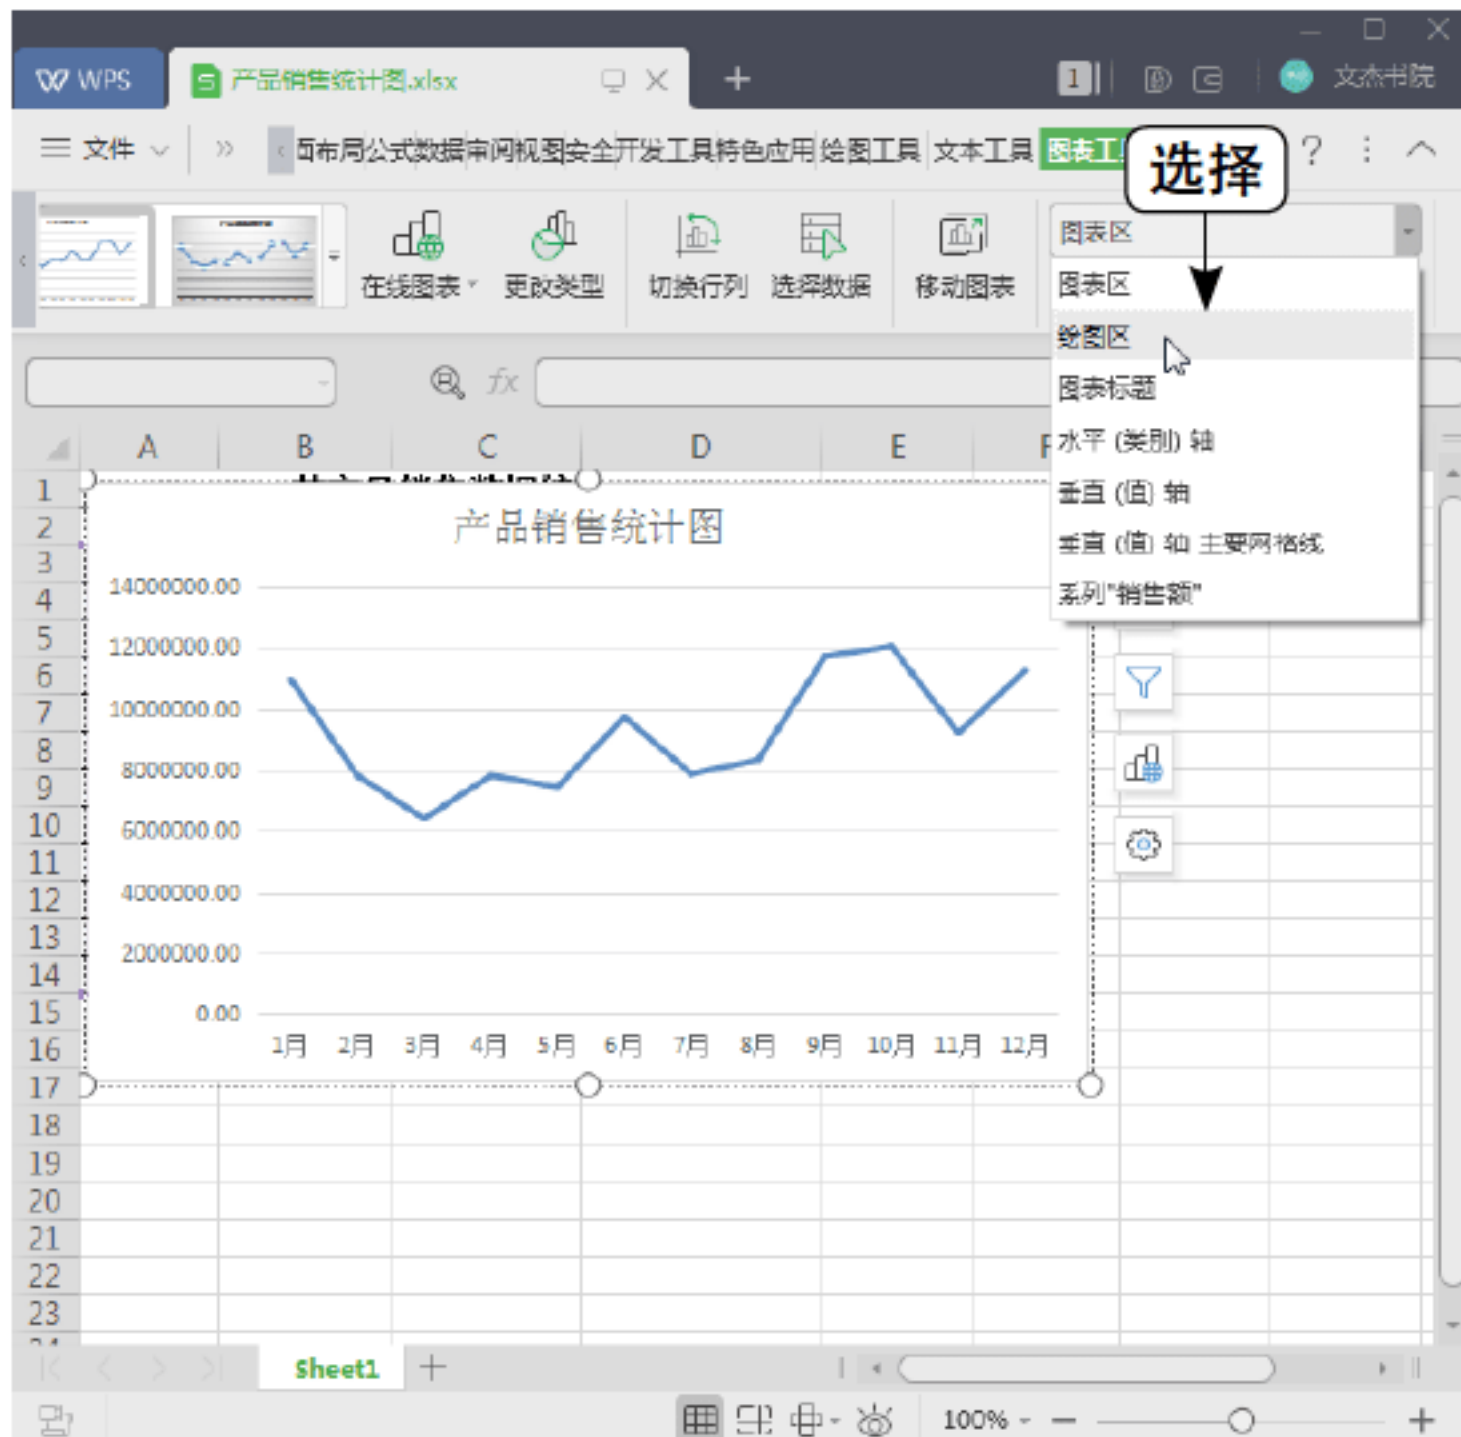 WPS 产品销售统计图.xlsx 1 文杰书院
文件 面布局 公式 数据 审阅 视图 安全 开发工具 特色应用 绘图工具 文本工具 图表工
选择
在线图表 更改类型 切换行列 选择数据 移动图表
图表区
图表区
绘图区
图表标题
水平 (类别) 轴
垂直 (值) 轴
垂直 (值) 轴 主要网格线
系列"销售额"
fx
A B C D E F
1
2
3
4
5
6
7
8
9
10
11
12
13
14
15
16
17
18
19
20
21
22
23
24
产品销售统计图
14000000.00
12000000.00
10000000.00
8000000.00
6000000.00
4000000.00
2000000.00
0.00
1月 2月 3月 4月 5月 6月 7月 8月 9月 10月 11月 12月
Sheet1
100%